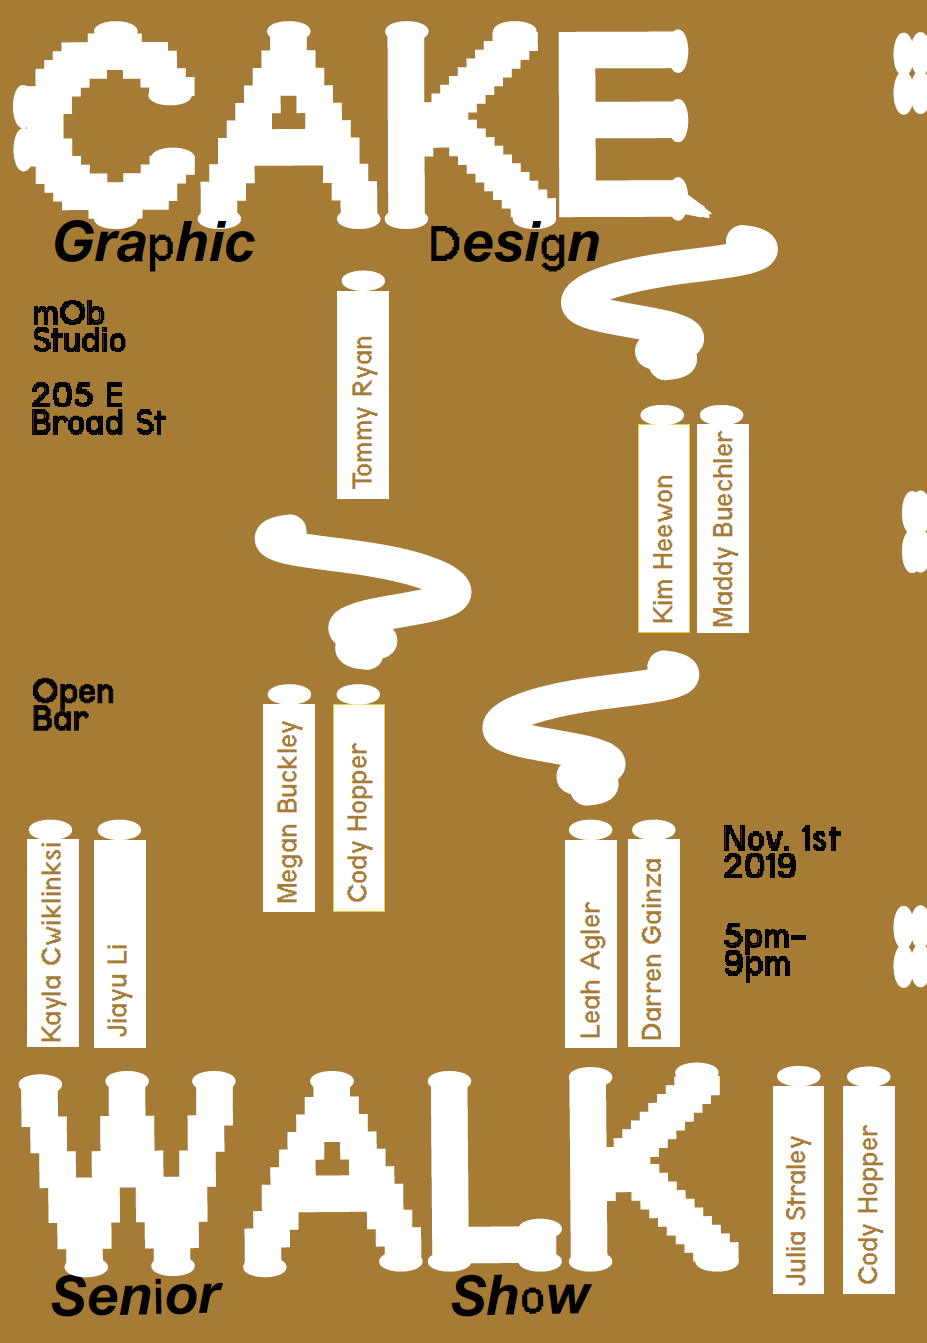 CAKE
Graphic Design
mOb
Studio
205 E
Broad St
Tommy Ryan
Kim Heewon
Maddy Buechler
Open
Bar
Megan Buckley
Cody Hopper
Kayla Cwiklinksi
Jiayu Li
Leah Agler
Darren Gainza
Nov. 1st
2019
5pm–
9pm
WALK
Julia Straley
Cody Hopper
Senior Show